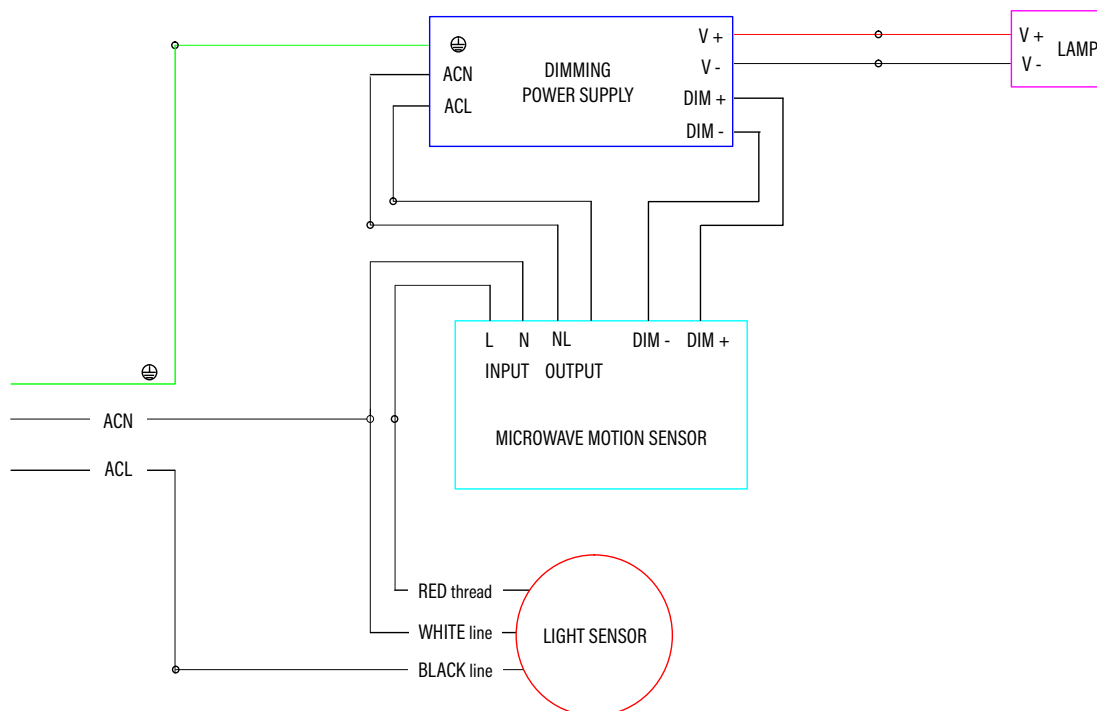 V +
ACN
DIMMING
POWER SUPPLY
V -
ACL
DIM +
DIM -
V +
V -
LAMP
L
N
NL
DIM -
DIM +
INPUT
OUTPUT
MICROWAVE MOTION SENSOR
ACN
ACL
RED thread
WHITE line
BLACK line
LIGHT SENSOR